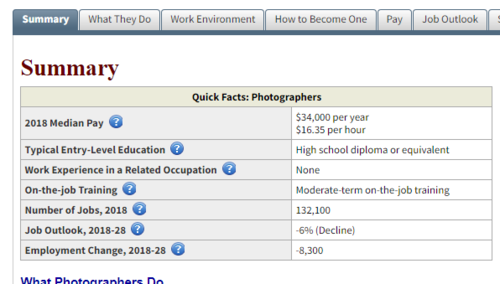 Summary What They Do Work Environment How to Become One Pay Job Outlook
Summary
Quick Facts: Photographers
2018 Median Pay $34,000 per year
$16.35 per hour
Typical Entry-Level Education High school diploma or equivalent
Work Experience in a Related Occupation None
On-the-job Training Moderate-term on-the-job training
Number of Jobs, 2018 132,100
Job Outlook, 2018-28 -6% (Decline)
Employment Change, 2018-28 -8,300
What Photographers Do